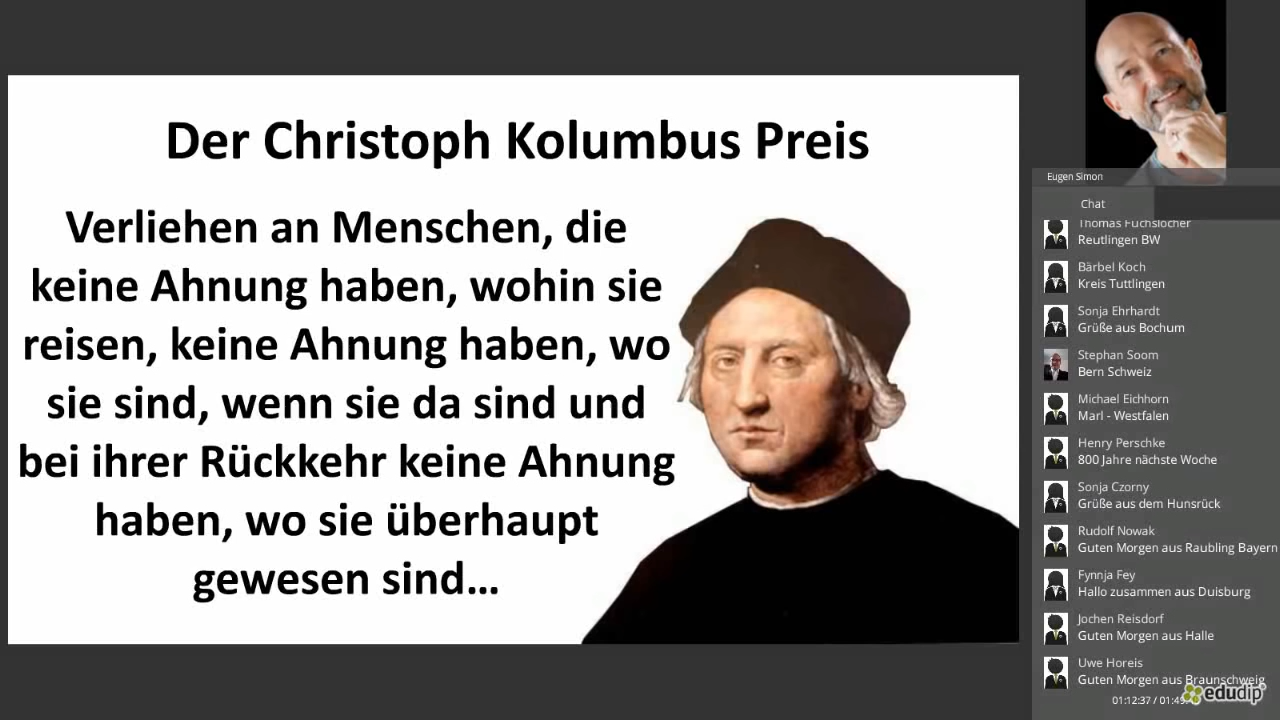 Der Christoph Kolumbus Preis
Verliehen an Menschen, die
keine Ahnung haben, wohin sie
reisen, keine Ahnung haben, wo
sie sind, wenn sie da sind und
bei ihrer Rückkehr keine Ahnung
haben, wo sie überhaupt
gewesen sind...
Eugen Simon
Chat
Thomas Fuchslocher
Reutlingen BW
Bärbel Koch
Kreis Tuttlingen
Sonja Ehrhardt
Grüße aus Bochum
Stephan Soom
Bern Schweiz
Michael Eichhorn
Marl - Westfalen
Henry Perschke
800 Jahre nächste Woche
Sonja Czorny
Grüße aus dem Hunsrück
Rudolf Nowak
Guten Morgen aus Raubling Bayern
Fynnja Fey
Hallo zusammen aus Duisburg
Jochen Reisdorf
Guten Morgen aus Halle
Uwe Horeis
Guten Morgen aus Braunschweig
01:12:37 /
edudip